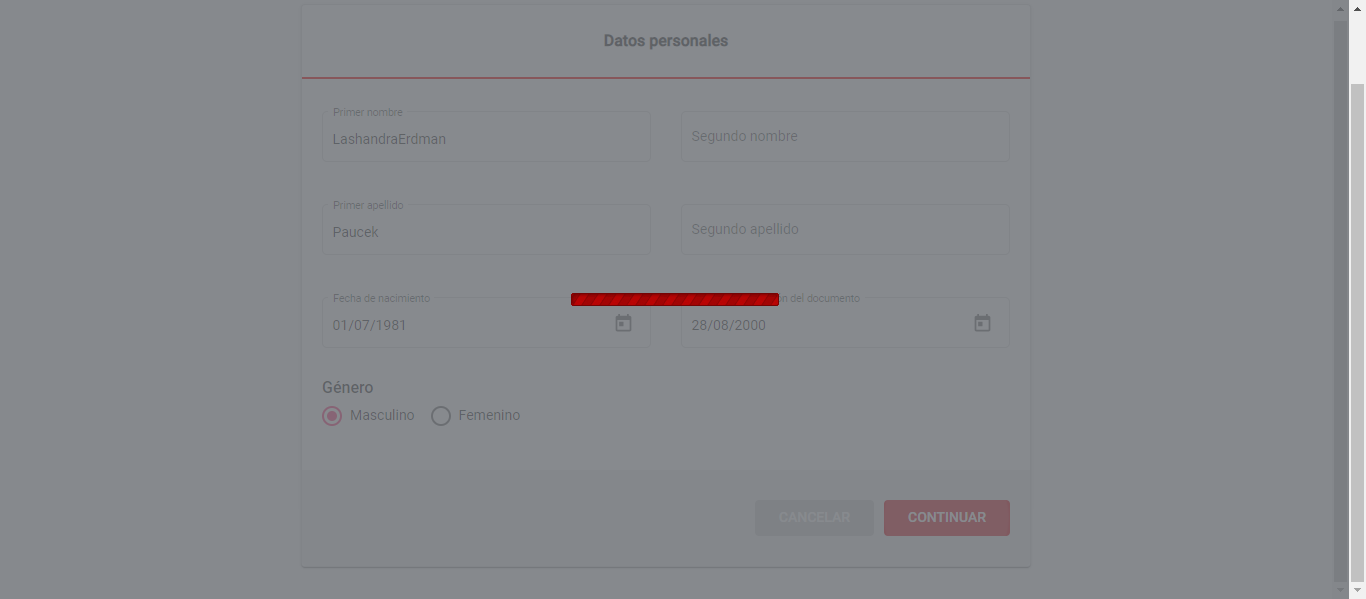 Datos personales
Primer nombre
LashandraErdman
Segundo nombre
Primer apellido
Paucek
Segundo apellido
Fecha de nacimiento
01/07/1981
del documento
28/08/2000
Género
Masculino Femenino
CANCELAR CONTINUAR